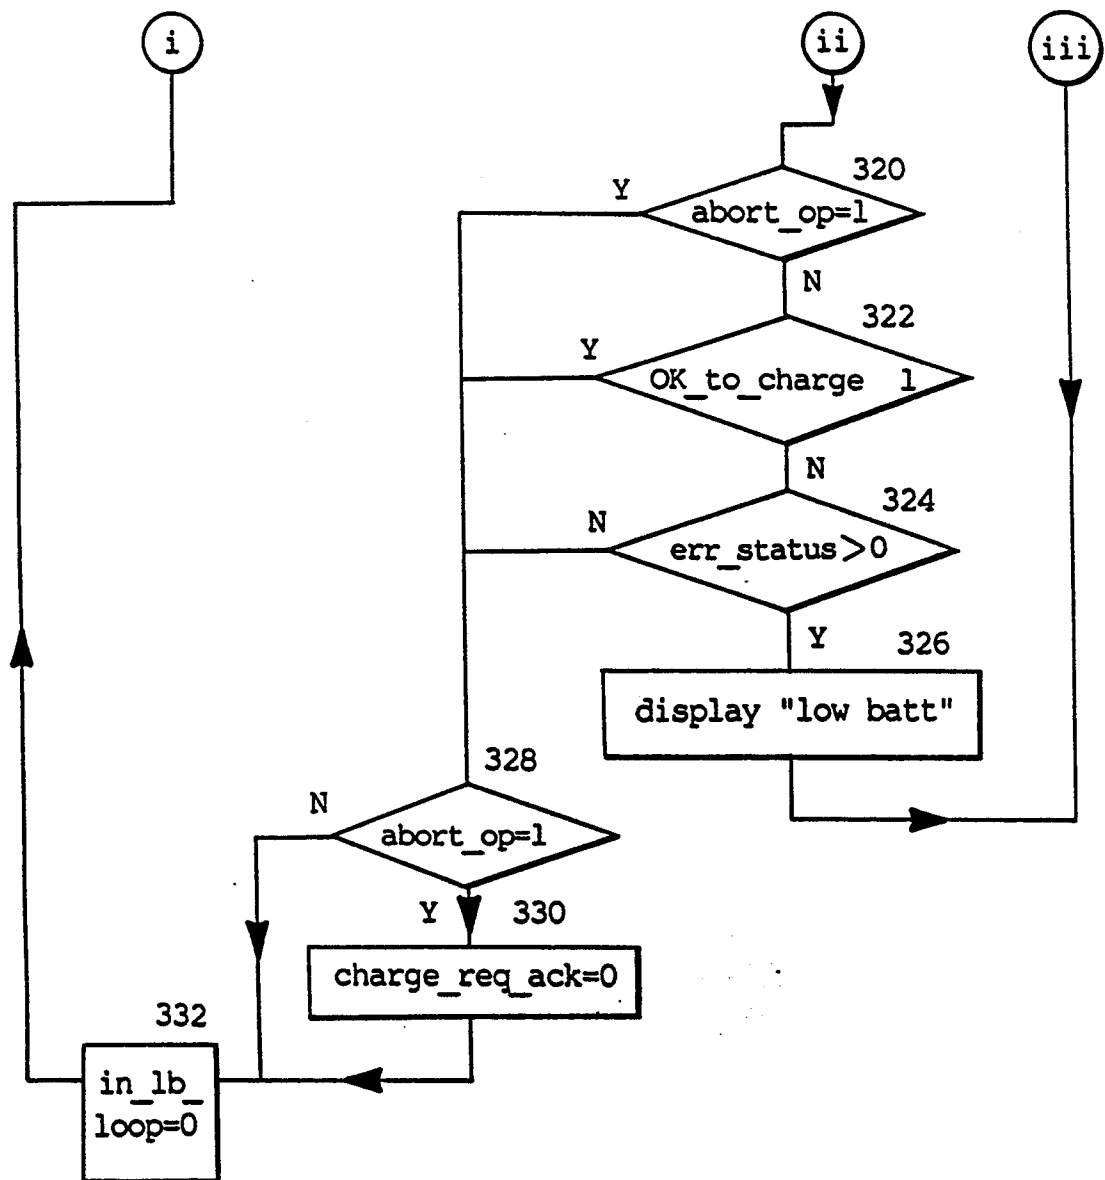 i
ii
iii
320
Y
abort_op=1
N
322
Y
OK_to_charge 1
N
324
N
err_status>0
Y
326
display "low batt"
328
N
abort_op=1
Y
330
charge_req_ack=0
332
in_lb_
loop=0